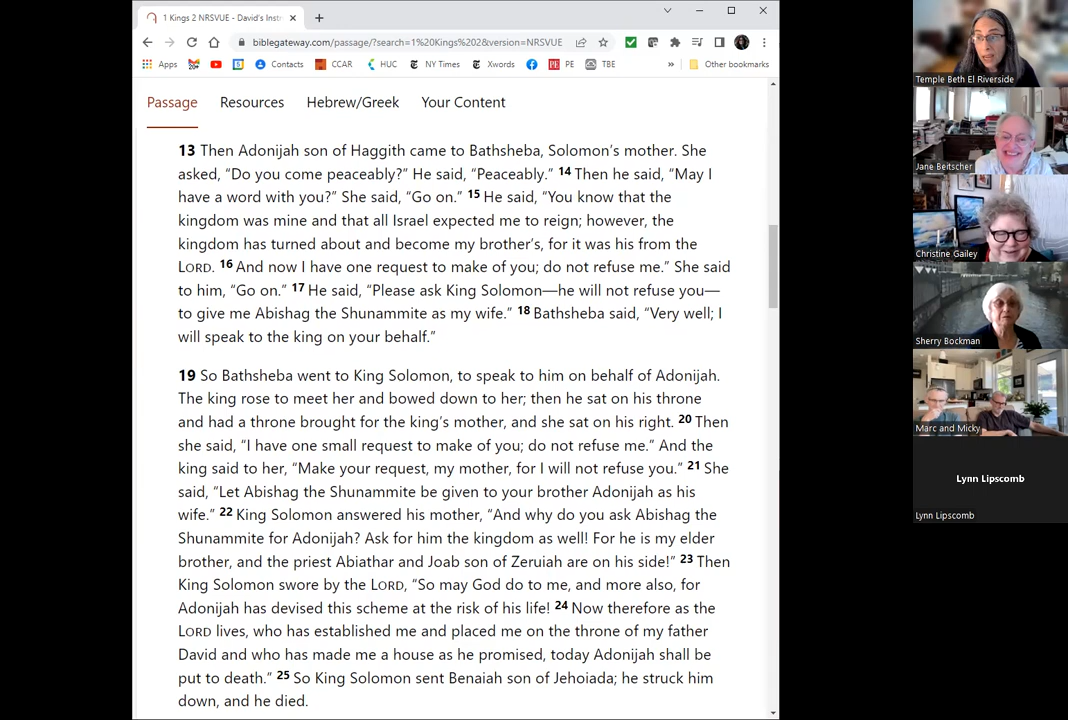 1 Kings 2 NRSVUE - David's Inst
biblegateway.com/passage/?search=1%20Kings%202&version=NRSVUE
Apps
Contacts
CCAR
HUC
NY Times
Xwords
PE
PE
TBE
»
Other bookmarks
Passage
Resources
Hebrew/Greek
Your Content
13 Then Adonijah son of Haggith came to Bathsheba, Solomon’s mother. She
asked, “Do you come peaceably?” He said, “Peaceably.” 14 Then he said, “May I
have a word with you?” She said, “Go on.” 15 He said, “You know that the
kingdom was mine and that all Israel expected me to reign; however, the
kingdom has turned about and become my brother’s, for it was his from the
LORD. 16 And now I have one request to make of you; do not refuse me.” She said
to him, “Go on.” 17 He said, “Please ask King Solomon—he will not refuse you—
to give me Abishag the Shunammite as my wife.” 18 Bathsheba said, “Very well; I
will speak to the king on your behalf.”
19 So Bathsheba went to King Solomon, to speak to him on behalf of Adonijah.
The king rose to meet her and bowed down to her; then he sat on his throne
and had a throne brought for the king’s mother, and she sat on his right. 20 Then
she said, “I have one small request to make of you; do not refuse me.” And the
king said to her, “Make your request, my mother, for I will not refuse you.” 21 She
said, “Let Abishag the Shunammite be given to your brother Adonijah as his
wife.” 22 King Solomon answered his mother, “And why do you ask Abishag the
Shunammite for Adonijah? Ask for him the kingdom as well! For he is my elder
brother, and the priest Abiathar and Joab son of Zeruiah are on his side!” 23 Then
King Solomon swore by the LORD, “So may God do to me, and more also, for
Adonijah has devised this scheme at the risk of his life! 24 Now therefore as the
LORD lives, who has established me and placed me on the throne of my father
David and who has made me a house as he promised, today Adonijah shall be
put to death.” 25 So King Solomon sent Benaiah son of Jehoiada; he struck him
down, and he died.
Temple Beth El Riverside
Jane Beitscher
Christine Gailey
Sherry Bockman
Marc and Micky
Lynn Lipscomb
Lynn Lipscomb